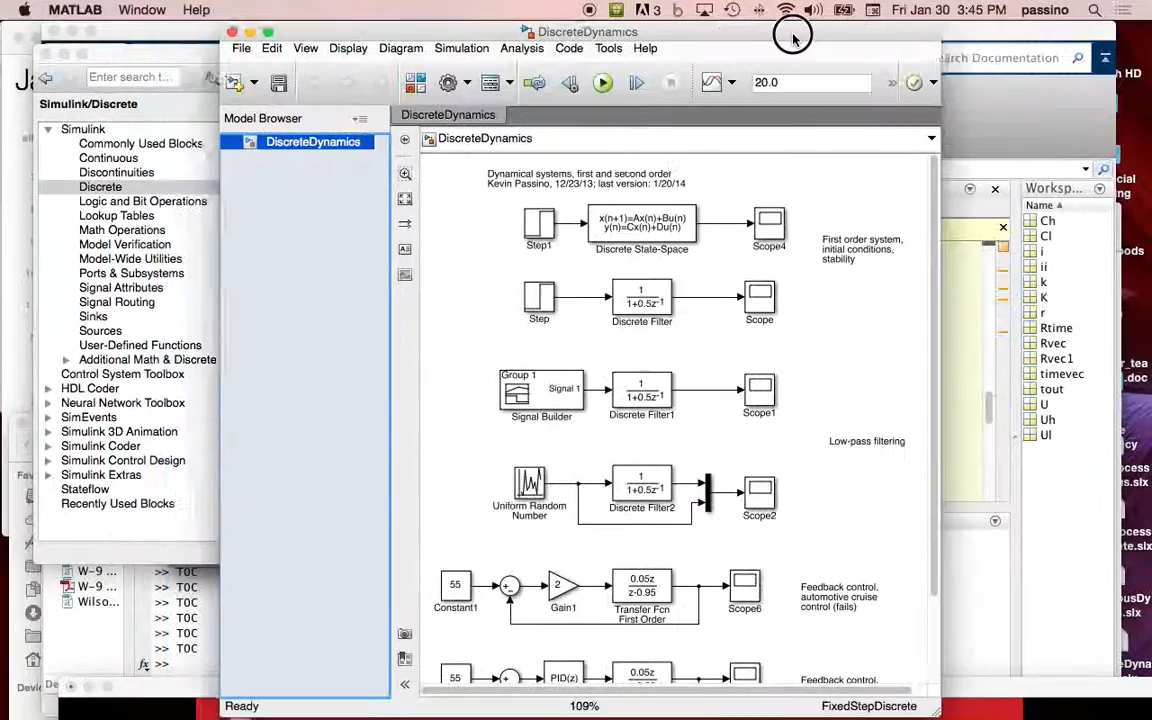 MATLAB Window Help
3
Fri Jan 30 3:45 PM passino
DiscreteDynamics
File Edit View Display Diagram Simulation Analysis Code Tools Help
Enter search t...
20.0
»
Search Documentation
Simulink/Discrete
Simulink
Commonly Used Blocks
Continuous
Discontinuities
Discrete
Logic and Bit Operations
Lookup Tables
Math Operations
Model Verification
Model-Wide Utilities
Ports & Subsystems
Signal Attributes
Signal Routing
Sinks
Sources
User-Defined Functions
Additional Math & Discrete
Control System Toolbox
HDL Coder
Neural Network Toolbox
SimEvents
Simulink 3D Animation
Simulink Coder
Simulink Control Design
Simulink Extras
Stateflow
Recently Used Blocks
W-9 ...
W-9 ...
Wilso...
>> TOC
>> TOC
>> TOC
>> TOC
>> TOC
>> TOC
fx >>
Model Browser
DiscreteDynamics
DiscreteDynamics
DiscreteDynamics
Dynamical systems, first and second order
Kevin Passino, 12/23/13; last version: 1/20/14
Step1
x(n+1)=Ax(n)+Bu(n)
y(n)=Cx(n)+Du(n)
Discrete State-Space
Scope4
First order system,
initial conditions,
stability
Step
1
1+0.5z-1
Discrete Filter
Scope
Group 1
Signal 1
Signal Builder
1
1+0.5z-1
Discrete Filter1
Scope1
Low-pass filtering
Uniform Random
Number
1
1+0.5z-1
Discrete Filter2
Scope2
55
Constant1
2
Gain1
0.05z
z-0.95
Transfer Fcn
First Order
Scope6
Feedback control,
automotive cruise
control (fails)
55
PID(z)
0.05z
Feedback control,
Ready 109% FixedStepDiscrete
Worksp...
Name
Ch
Cl
i
ii
k
K
r
Rtime
Rvec
Rvec1
timevec
tout
U
Uh
Ul